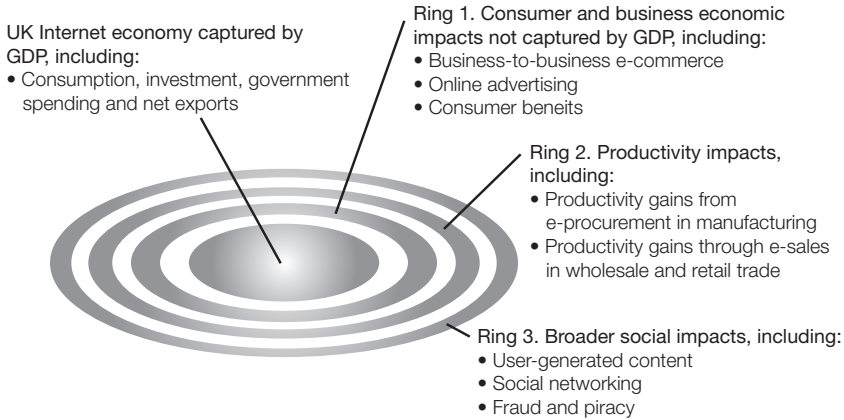 UK Internet economy captured by
GDP, including:
• Consumption, investment, government
spending and net exports
Ring 1. Consumer and business economic
impacts not captured by GDP, including:
• Business-to-business e-commerce
• Online advertising
• Consumer beneits
Ring 2. Productivity impacts,
including:
• Productivity gains from
e-procurement in manufacturing
• Productivity gains through e-sales
in wholesale and retail trade
Ring 3. Broader social impacts, including:
• User-generated content
• Social networking
• Fraud and piracy